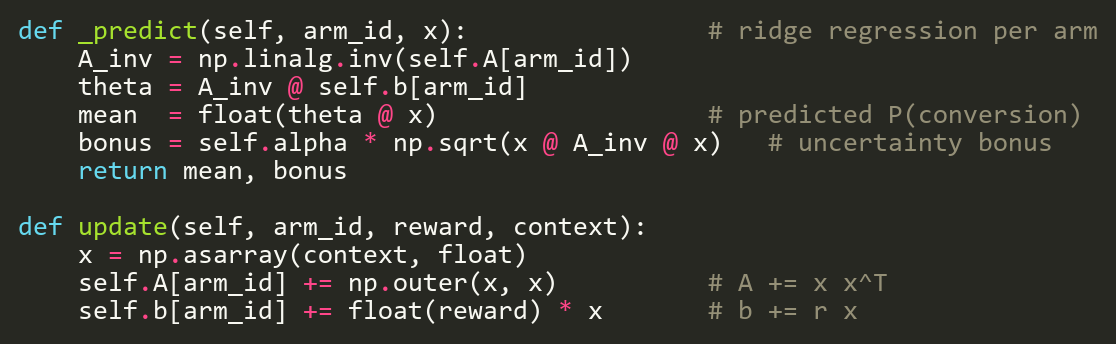 def _predict(self, arm_id, x):                # ridge regression per arm
    A_inv = np.linalg.inv(self.A[arm_id])
    theta = A_inv @ self.b[arm_id]
    mean  = float(theta @ x)                  # predicted P(conversion)
    bonus = self.alpha * np.sqrt(x @ A_inv @ x)   # uncertainty bonus
    return mean, bonus

def update(self, arm_id, reward, context):
    x = np.asarray(context, float)
    self.A[arm_id] += np.outer(x, x)          # A += x x^T
    self.b[arm_id] += float(reward) * x       # b += r x